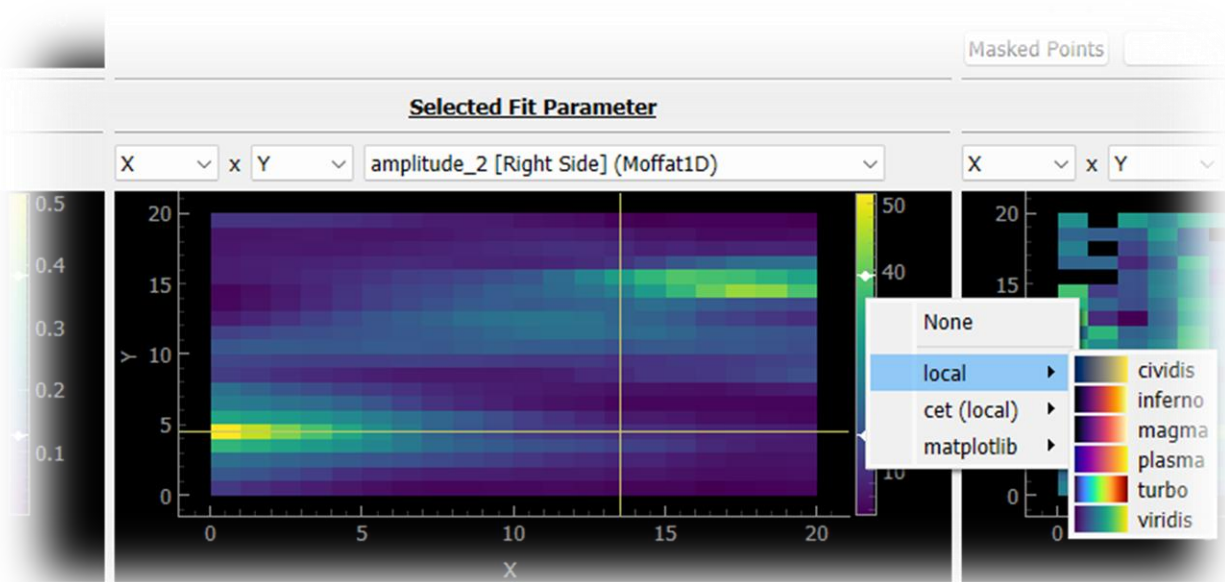 Masked Points
Selected Fit Parameter
X x Y amplitude_2 [Right Side] (Moffat1D)
X x Y
0.5
0.4
0.3
0.2
0.1
20
15
10
5
0
Y
0 5 10 15 20
X
50
40
10
None
local
cet (local)
matplotlib
cividis
inferno
magma
plasma
turbo
viridis
20
15
0
0